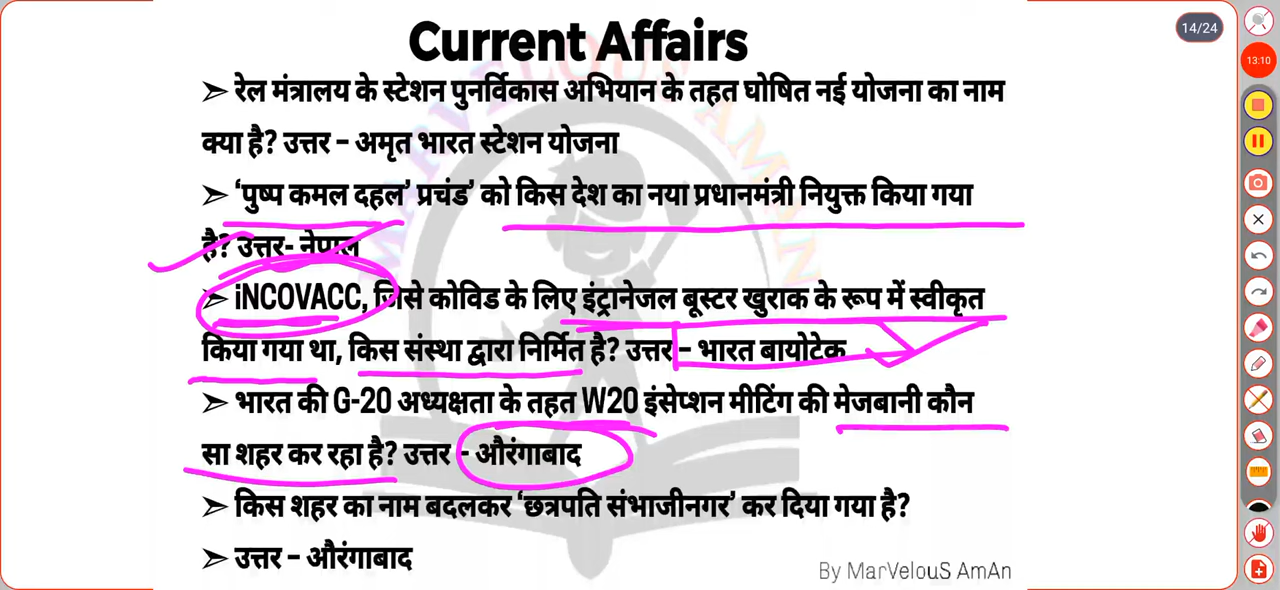 Current Affairs
14/24
13:10
➢ रेल मंत्रालय के स्टेशन पुनर्विकास अभियान के तहत घोषित नई योजना का नाम
क्या है? उत्तर – अमृत भारत स्टेशन योजना
➢ ‘पुष्प कमल दहल’ प्रचंड’ को किस देश का नया प्रधानमंत्री नियुक्त किया गया
है? उत्तर- नेपाल
➢ iNCOVACC, जिसे कोविड के लिए इंट्रानेजल बूस्टर खुराक के रूप में स्वीकृत
किया गया था, किस संस्था द्वारा निर्मित है? उत्तर – भारत बायोटेक
➢ भारत की G-20 अध्यक्षता के तहत W20 इंसेप्शन मीटिंग की मेजबानी कौन
सा शहर कर रहा है? उत्तर - औरंगाबाद
➢ किस शहर का नाम बदलकर ‘छत्रपति संभाजीनगर’ कर दिया गया है?
➢ उत्तर – औरंगाबाद
By MarVelouS AmAn
MARVELOUS AMAN